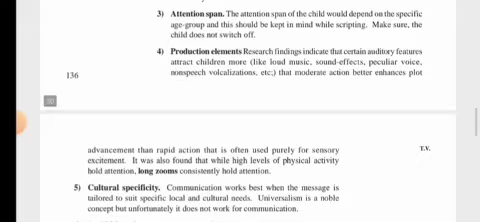 3) Attention span. The attention span of the child would depend on the specific
age-group and this should be kept in mind while scripting. Make sure, the
child does not switch off.
4) Production elements Research findings indicate that certain auditory features
attract children more (like loud music, sound-effects, peculiar voice,
136
nonspeech volcalizations, etc;) that moderate action better enhances plot
advancement than rapid action that is often used purely for sensory
T.V.
excitement. It was also found that while high levels of physical activity
hold attention, long zooms consistently hold attention.
5) Cultural specificity. Communication works best when the message is
tailored to suit specific local and cultural needs. Universalism is a noble
concept but unfortunately it does not work for communication.